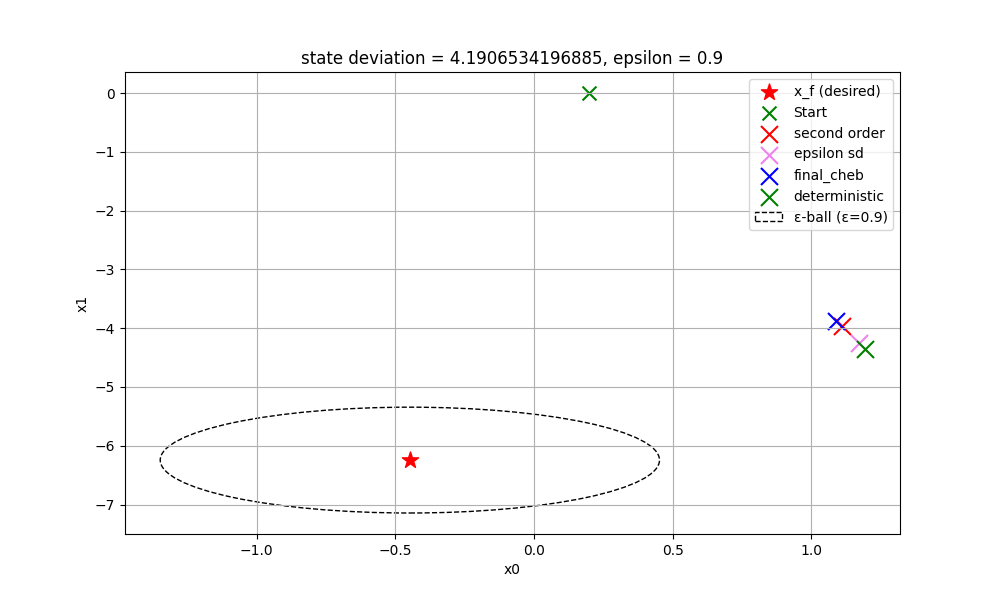 state deviation = 4.1906534196885, epsilon = 0.9
x_f (desired)
Start
second order
epsilon sd
final_cheb
deterministic
ε-ball (ε=0.9)
0
−1
−2
−3
−4
−5
−6
−7
x1
−1.0
−0.5
0.0
0.5
1.0
x0